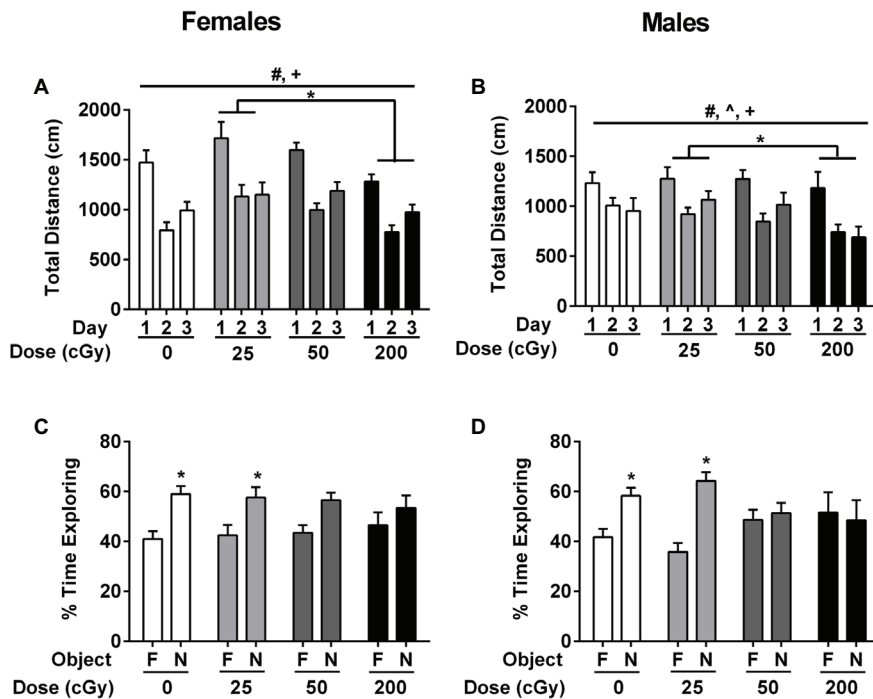 Females
Males
A
#, +
*
Total Distance (cm)
2000
1500
1000
500
0
Day
1 2 3 1 2 3 1 2 3 1 2 3
Dose (cGy)
0 25 50 200
B
#, ^, +
*
Total Distance (cm)
2000
1500
1000
500
0
Day
1 2 3 1 2 3 1 2 3 1 2 3
Dose (cGy)
0 25 50 200
C
% Time Exploring
80
60
40
20
0
* *
Object
F N F N F N F N
Dose (cGy)
0 25 50 200
D
% Time Exploring
80
60
40
20
0
* *
Object
F N F N F N F N
Dose (cGy)
0 25 50 200